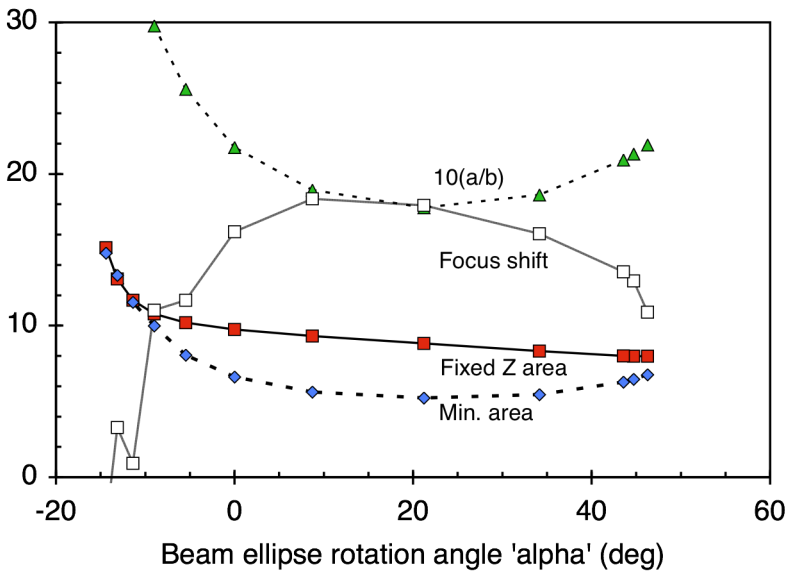 30
20
10(a/b)
Focus shift
10
Fixed Z area
Min. area
0
-20 0 20 40 60
Beam ellipse rotation angle 'alpha' (deg)